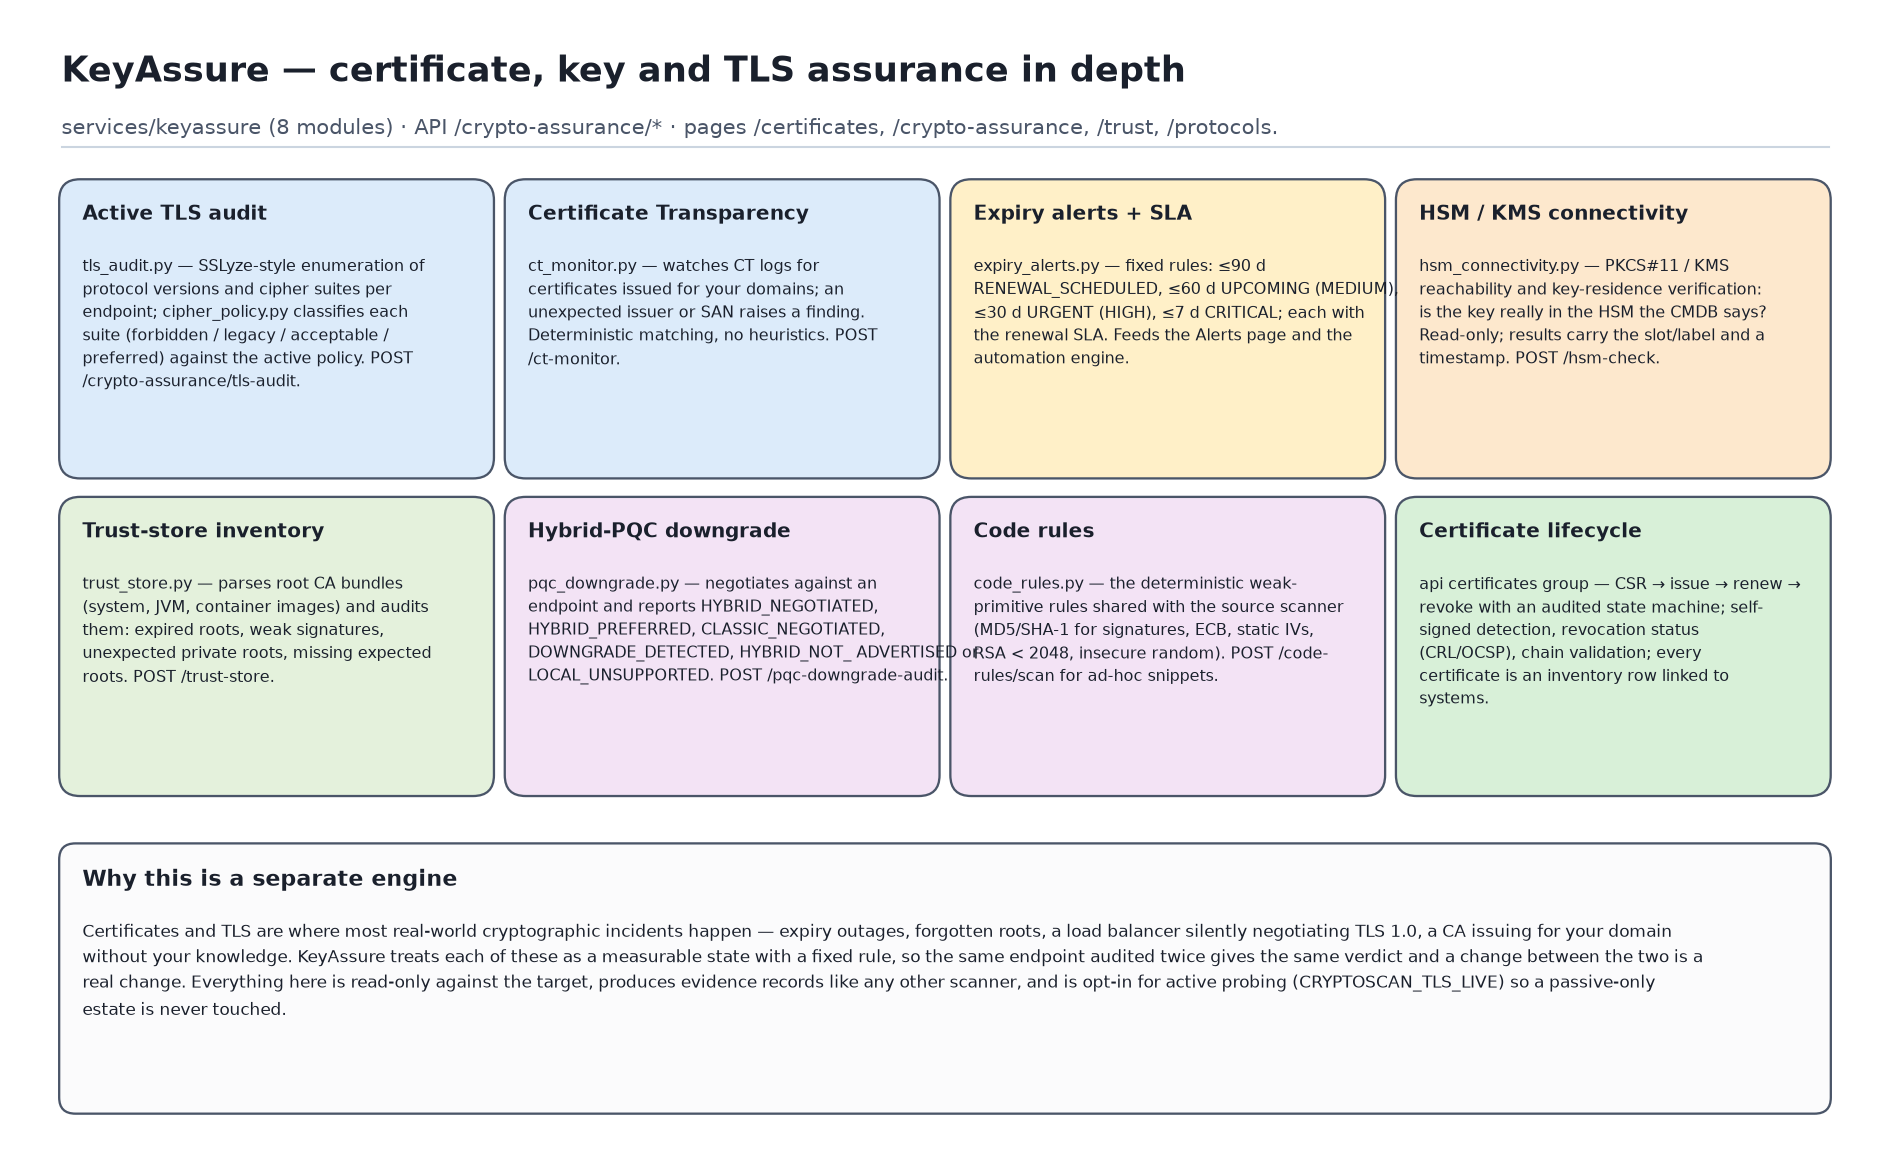 KeyAssure — certificate, key and TLS assurance in depth
services/keyassure (8 modules) · API /crypto-assurance/* · pages /certificates, /crypto-assurance, /trust, /protocols.
Active TLS audit
tls_audit.py — SSLyze-style enumeration of
protocol versions and cipher suites per
endpoint; cipher_policy.py classifies each
suite (forbidden / legacy / acceptable /
preferred) against the active policy. POST
/crypto-assurance/tls-audit.
Certificate Transparency
ct_monitor.py — watches CT logs for
certificates issued for your domains; an
unexpected issuer or SAN raises a finding.
Deterministic matching, no heuristics. POST
/ct-monitor.
Expiry alerts + SLA
expiry_alerts.py — fixed rules: ≤90 d
RENEWAL_SCHEDULED, ≤60 d UPCOMING (MEDIUM),
≤30 d URGENT (HIGH), ≤7 d CRITICAL; each with
the renewal SLA. Feeds the Alerts page and the
automation engine.
HSM / KMS connectivity
hsm_connectivity.py — PKCS#11 / KMS
reachability and key-residence verification:
is the key really in the HSM the CMDB says?
Read-only; results carry the slot/label and a
timestamp. POST /hsm-check.
Trust-store inventory
trust_store.py — parses root CA bundles
(system, JVM, container images) and audits
them: expired roots, weak signatures,
unexpected private roots, missing expected
roots. POST /trust-store.
Hybrid-PQC downgrade
pqc_downgrade.py — negotiates against an
endpoint and reports HYBRID_NEGOTIATED,
HYBRID_PREFERRED, CLASSIC_NEGOTIATED,
DOWNGRADE_DETECTED, HYBRID_NOT_ ADVERTISED or
LOCAL_UNSUPPORTED. POST /pqc-downgrade-audit.
Code rules
code_rules.py — the deterministic weak-
primitive rules shared with the source scanner
(MD5/SHA-1 for signatures, ECB, static IVs,
RSA < 2048, insecure random). POST /code-
rules/scan for ad-hoc snippets.
Certificate lifecycle
api certificates group — CSR → issue → renew →
revoke with an audited state machine; self-
signed detection, revocation status
(CRL/OCSP), chain validation; every
certificate is an inventory row linked to
systems.
Why this is a separate engine
Certificates and TLS are where most real-world cryptographic incidents happen — expiry outages, forgotten roots, a load balancer silently negotiating TLS 1.0, a CA issuing for your domain
without your knowledge. KeyAssure treats each of these as a measurable state with a fixed rule, so the same endpoint audited twice gives the same verdict and a change between the two is a
real change. Everything here is read-only against the target, produces evidence records like any other scanner, and is opt-in for active probing (CRYPTOSCAN_TLS_LIVE) so a passive-only
estate is never touched.